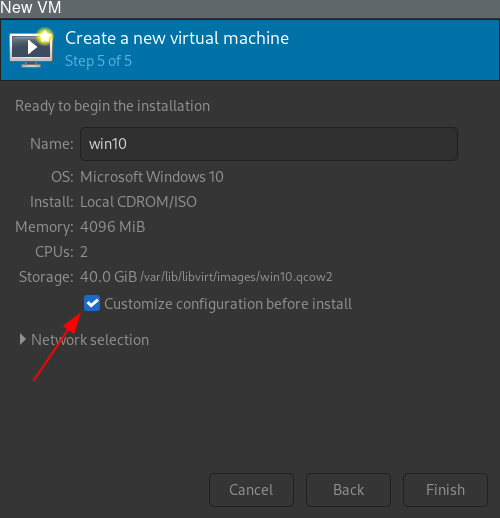 New VM
Create a new virtual machine
Step 5 of 5
Ready to begin the installation
Name: win10
OS: Microsoft Windows 10
Install: Local CDROM/ISO
Memory: 4096 MiB
CPUs: 2
Storage: 40.0 GiB /var/lib/libvirt/images/win10.qcow2
Customize configuration before install
Network selection
Cancel Back Finish